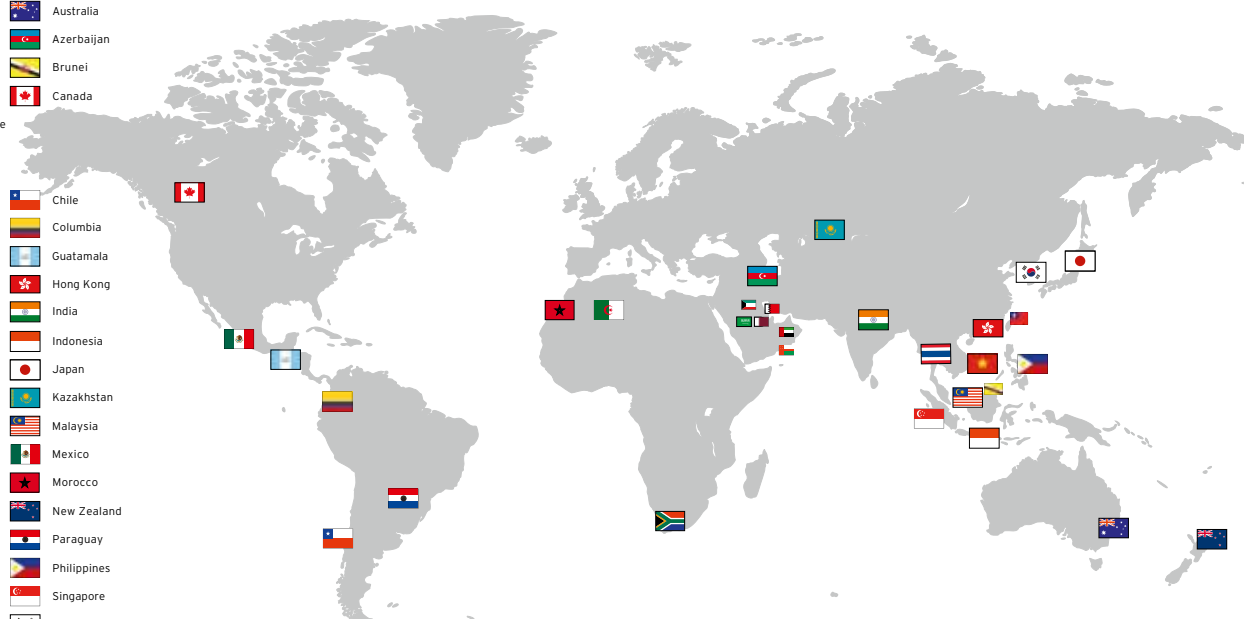 Australia
Azerbaijan
Brunei
Canada
e
Chile
Columbia
Guatamala
Hong Kong
India
Indonesia
Japan
Kazakhstan
Malaysia
Mexico
Morocco
New Zealand
Paraguay
Philippines
Singapore